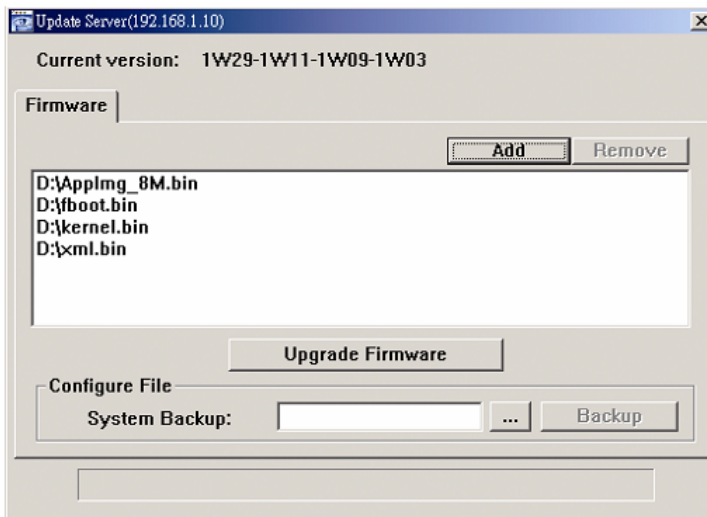 Update Server(192.168.1.10)
Current version: 1W29-1W11-1W09-1W03
Firmware
Add Remove
D:\AppImg_8M.bin
D:\fboot.bin
D:\kernel.bin
D:\xml.bin
Upgrade Firmware
Configure File
System Backup: ... Backup